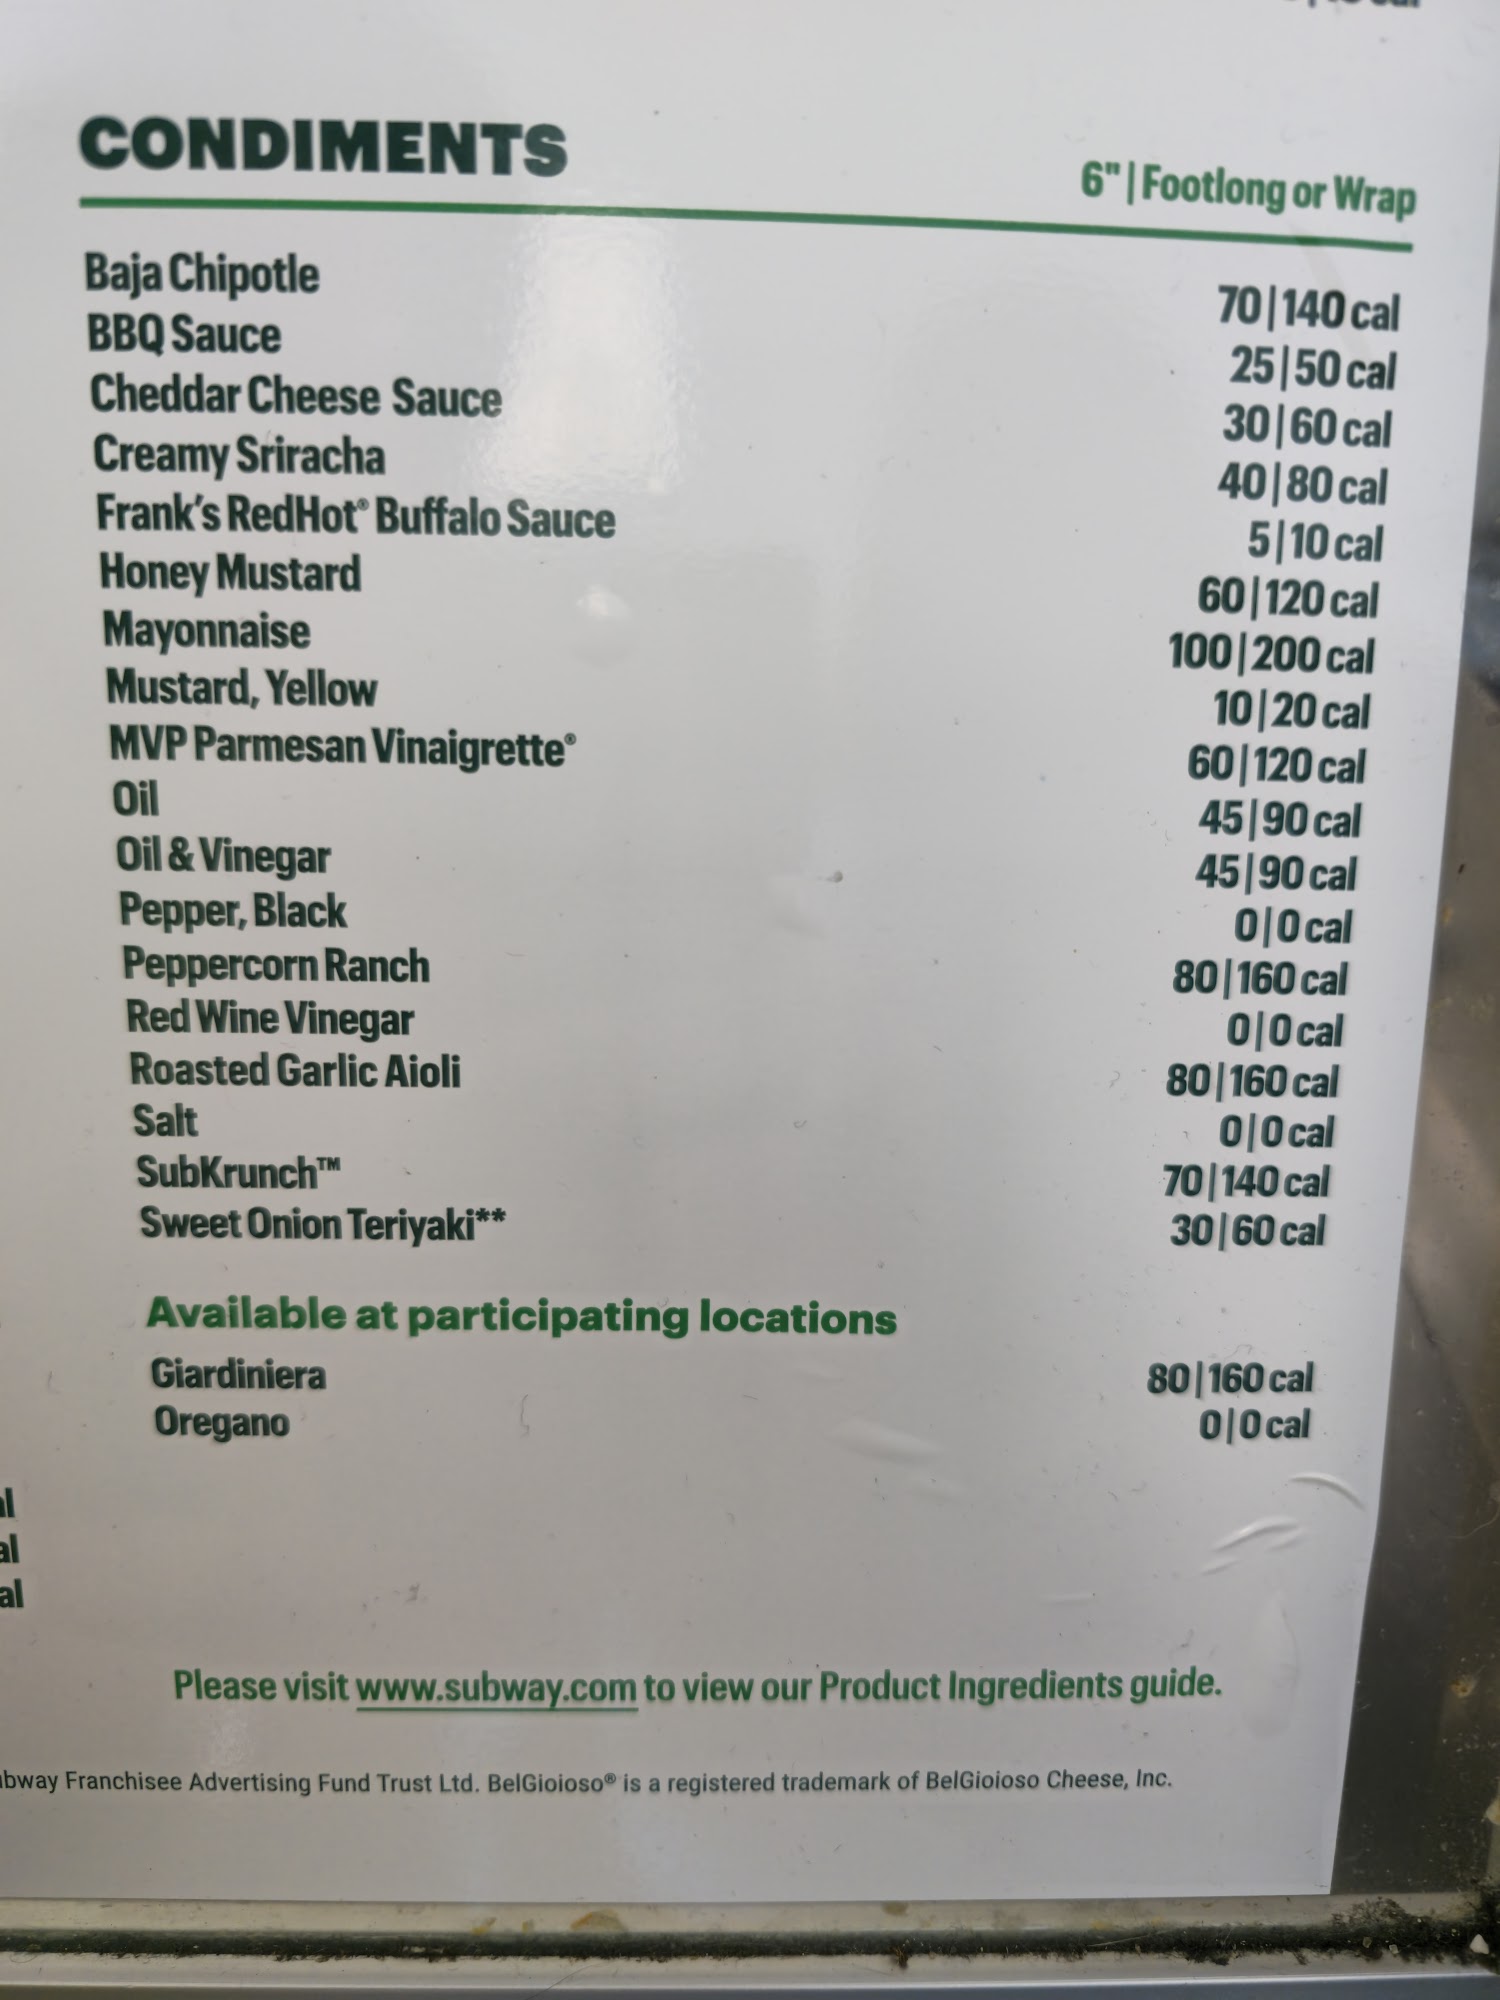 CONDIMENTS 6" | Footlong or Wrap
Baja Chipotle 70|140 cal
BBQ Sauce 25|50 cal
Cheddar Cheese Sauce 30|60 cal
Creamy Sriracha 40|80 cal
Frank's RedHot® Buffalo Sauce 5|10 cal
Honey Mustard 60|120 cal
Mayonnaise 100|200 cal
Mustard, Yellow 10|20 cal
MVP Parmesan Vinaigrette® 60|120 cal
Oil 45|90 cal
Oil & Vinegar 45|90 cal
Pepper, Black 0|0 cal
Peppercorn Ranch 80|160 cal
Red Wine Vinegar 0|0 cal
Roasted Garlic Aioli 80|160 cal
Salt 0|0 cal
SubKrunch™ 70|140 cal
Sweet Onion Teriyaki** 30|60 cal
Available at participating locations
Giardiniera 80|160 cal
Oregano 0|0 cal
al
al
al
Please visit www.subway.com to view our Product Ingredients guide.
bway Franchisee Advertising Fund Trust Ltd. BelGioioso® is a registered trademark of BelGioioso Cheese, Inc.